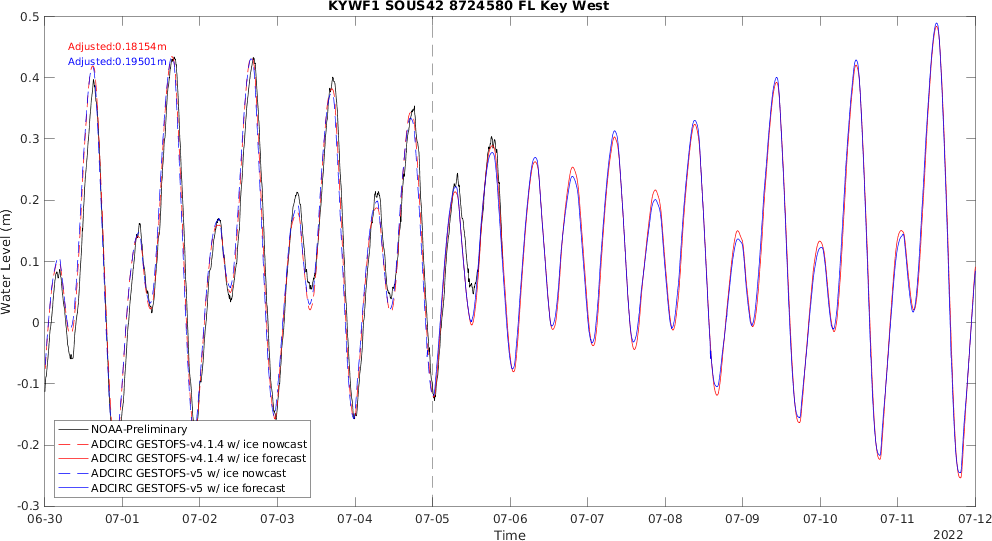 KYWF1 SOUS42 8724580 FL Key West
0.5
Adjusted:0.18154m
Adjusted:0.19501m
0.4
0.3
0.2
0.1
0
-0.1
-0.2
-0.3
Water Level (m)
NOAA-Preliminary
ADCIRC GESTOFS-v4.1.4 w/ ice nowcast
ADCIRC GESTOFS-v4.1.4 w/ ice forecast
ADCIRC GESTOFS-v5 w/ ice nowcast
ADCIRC GESTOFS-v5 w/ ice forecast
06-30 07-01 07-02 07-03 07-04 07-05 07-06 07-07 07-08 07-09 07-10 07-11 07-12
Time
2022